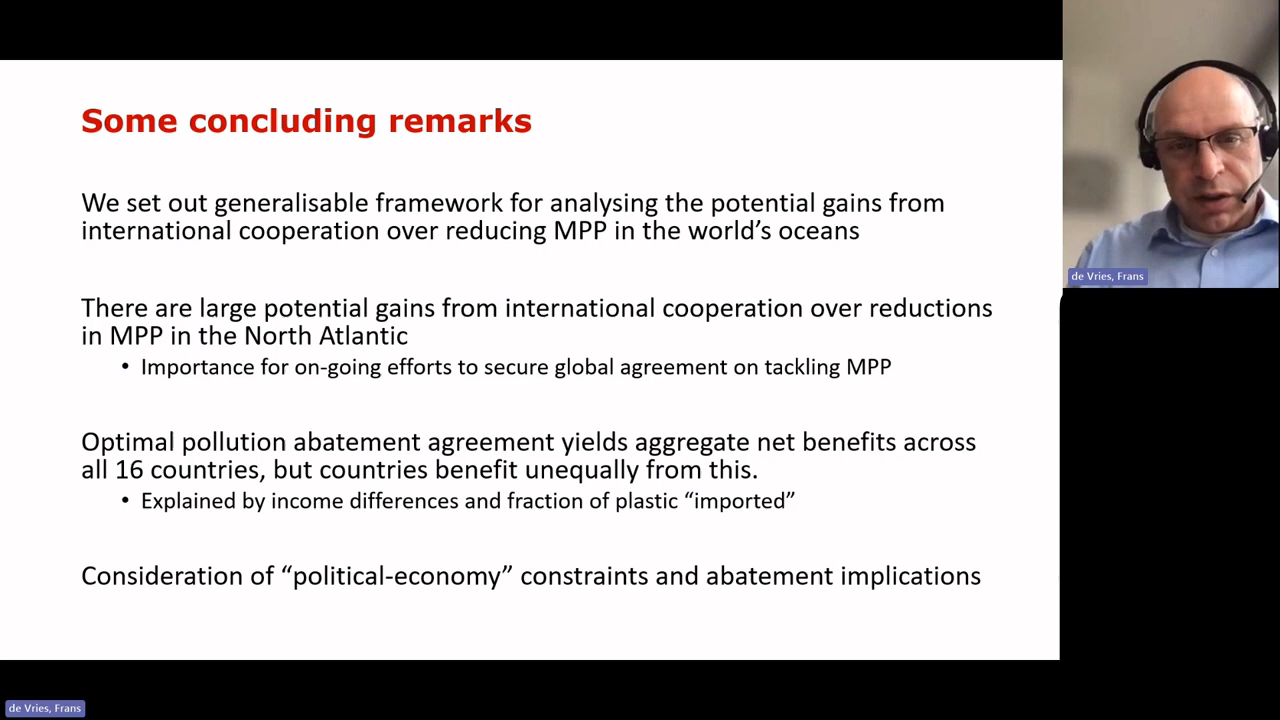 Some concluding remarks
We set out generalisable framework for analysing the potential gains from
international cooperation over reducing MPP in the world’s oceans
There are large potential gains from international cooperation over reductions
in MPP in the North Atlantic
• Importance for on-going efforts to secure global agreement on tackling MPP
Optimal pollution abatement agreement yields aggregate net benefits across
all 16 countries, but countries benefit unequally from this.
• Explained by income differences and fraction of plastic “imported”
Consideration of “political-economy” constraints and abatement implications
de Vries, Frans
de Vries, Frans